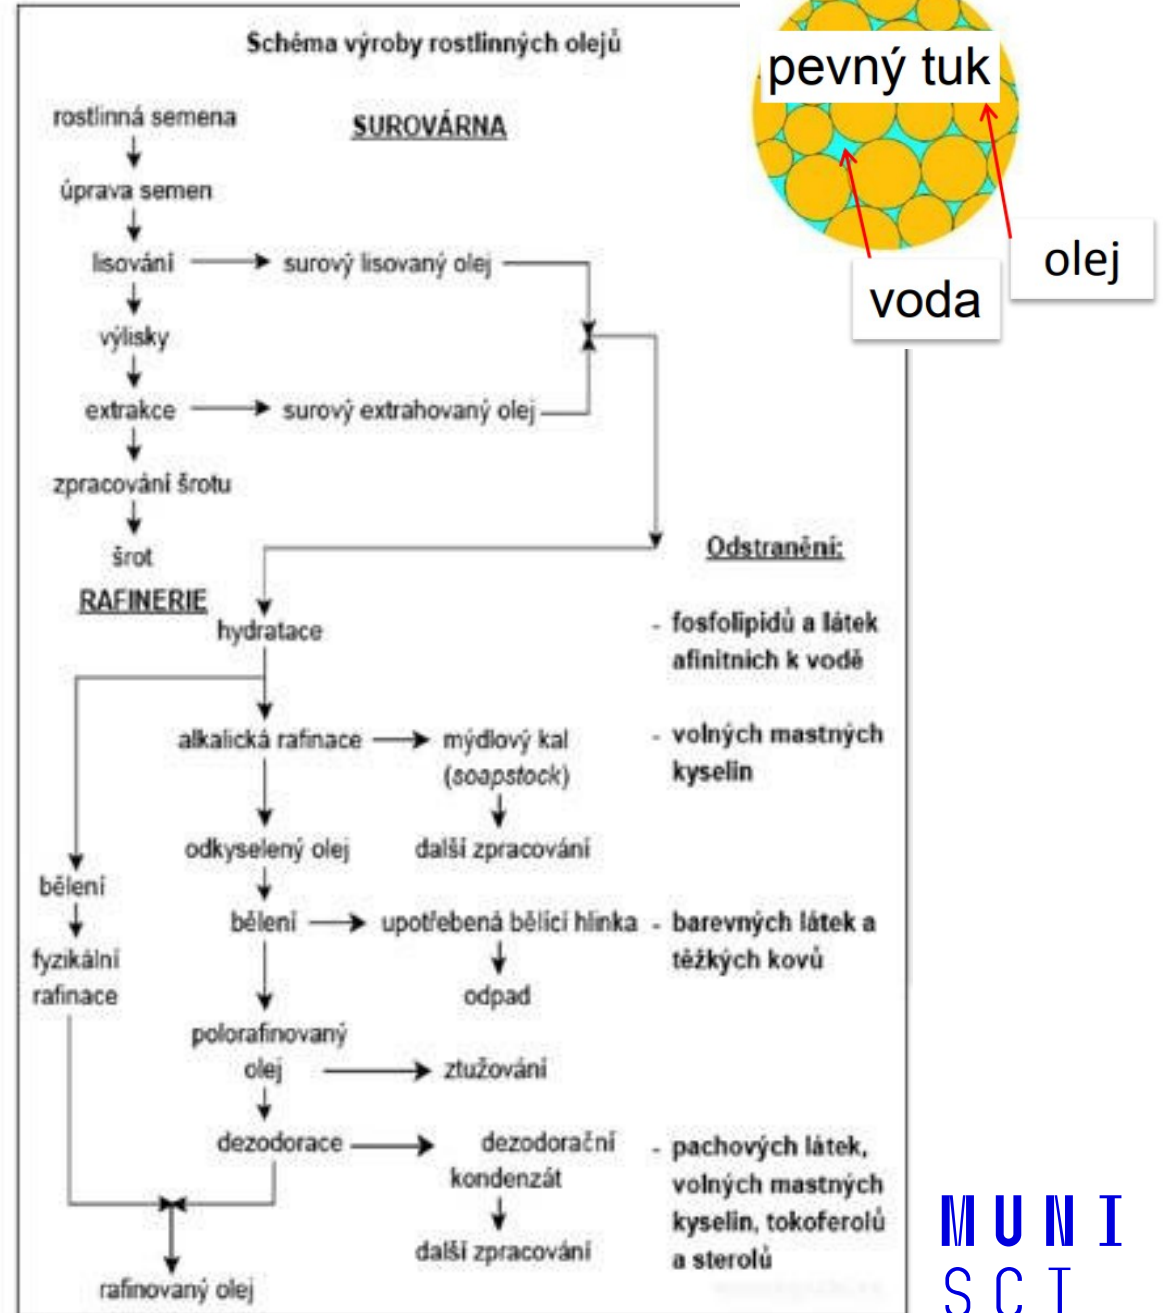 Schéma výroby rostlinných olejů
pevný tuk
rostlinná semena
SUROVÁRNA
úprava semen
lisování
surový lisovaný olej
olej
voda
výlisky
extrakce
surový extrahovaný olej
zpracování šrotu
šrot
Odstranění:
RAFINERIE
hydratace
- fosfolipidů a látek
afinitních k vodě
alkalická rafinace
mýdlový kal
(soapstock)
- volných mastných
kyselin
odkyselený olej
další zpracování
bělení
bělení
upotřebená bělící hlinka
- barevných látek a
těžkých kovů
fyzikální
rafinace
odpad
polorafinovaný
olej
ztužování
dezodorace
dezodorační
kondenzát
- pachových látek,
volných mastných
kyselin, tokoferolů
a sterolů
další zpracování
rafinovaný olej
MUNI
SCI